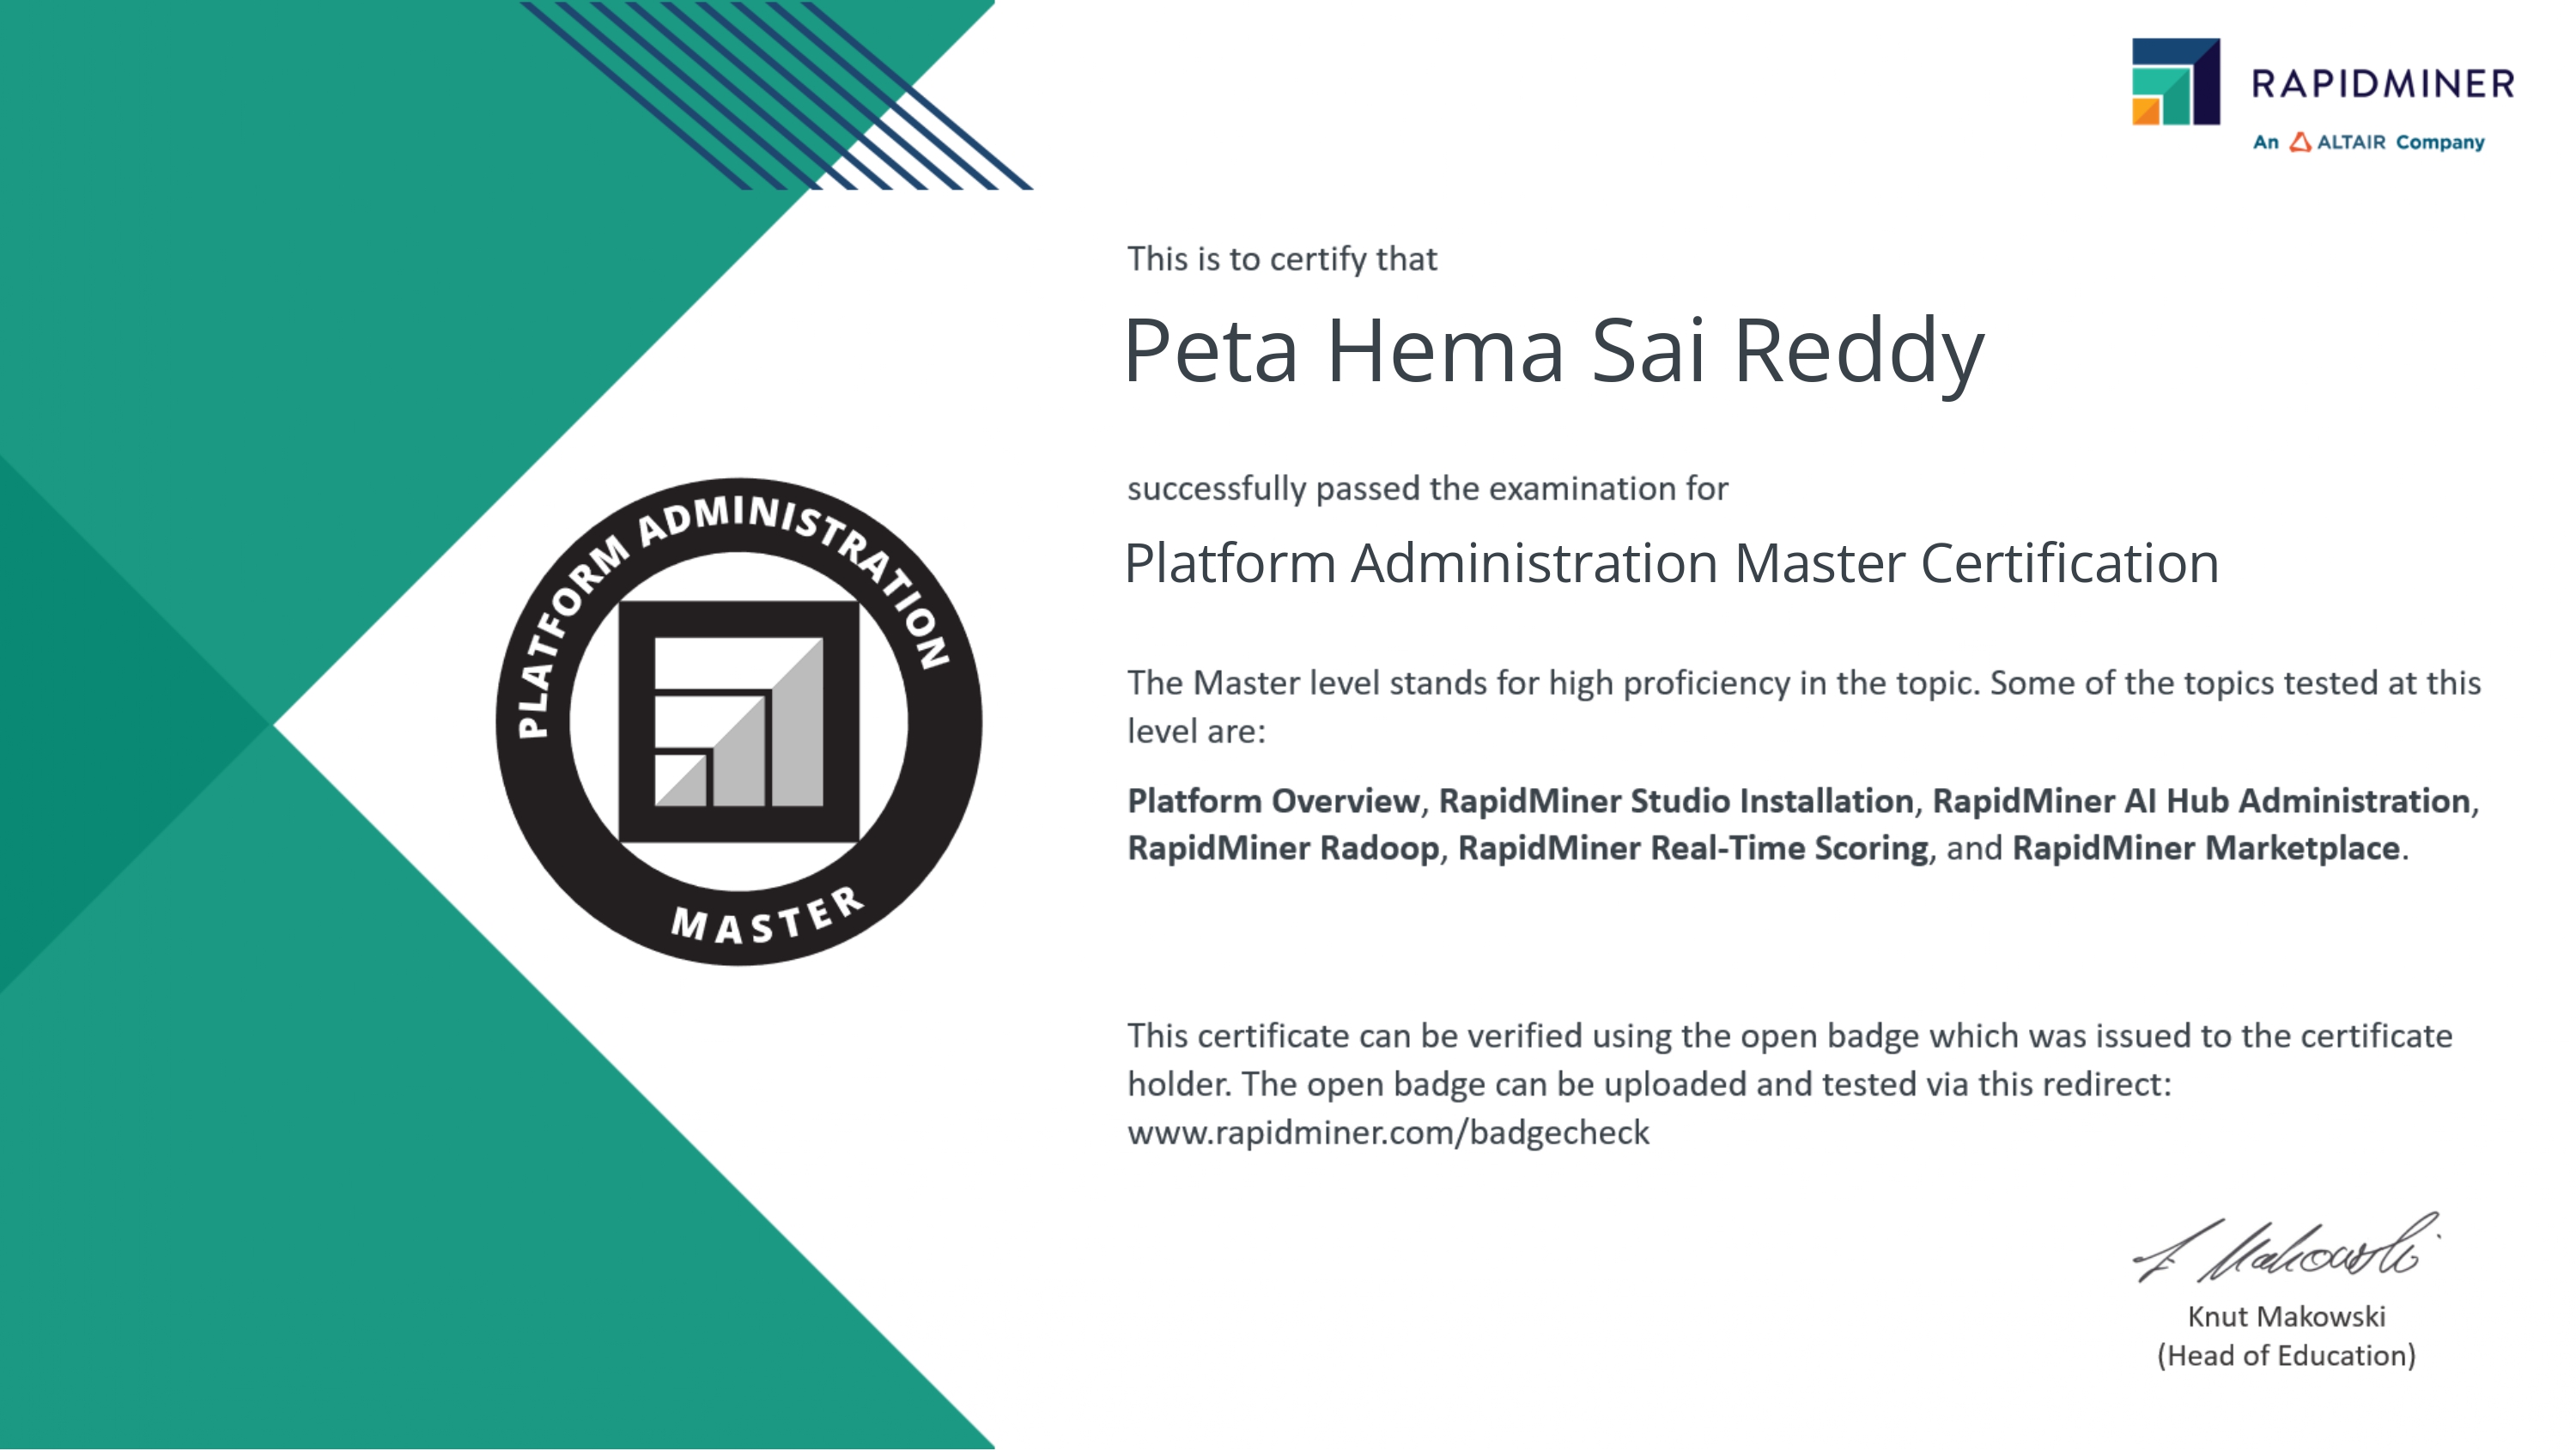 RAPIDMINER
An ALTAIR Company
This is to certify that
Peta Hema Sai Reddy
successfully passed the examination for
Platform Administration Master Certification
PLATFORM ADMINISTRATION
MASTER
The Master level stands for high proficiency in the topic. Some of the topics tested at this
level are:
Platform Overview, RapidMiner Studio Installation, RapidMiner AI Hub Administration,
RapidMiner Radoop, RapidMiner Real-Time Scoring, and RapidMiner Marketplace.
This certificate can be verified using the open badge which was issued to the certificate
holder. The open badge can be uploaded and tested via this redirect:
www.rapidminer.com/badgecheck
Knut Makowski
(Head of Education)